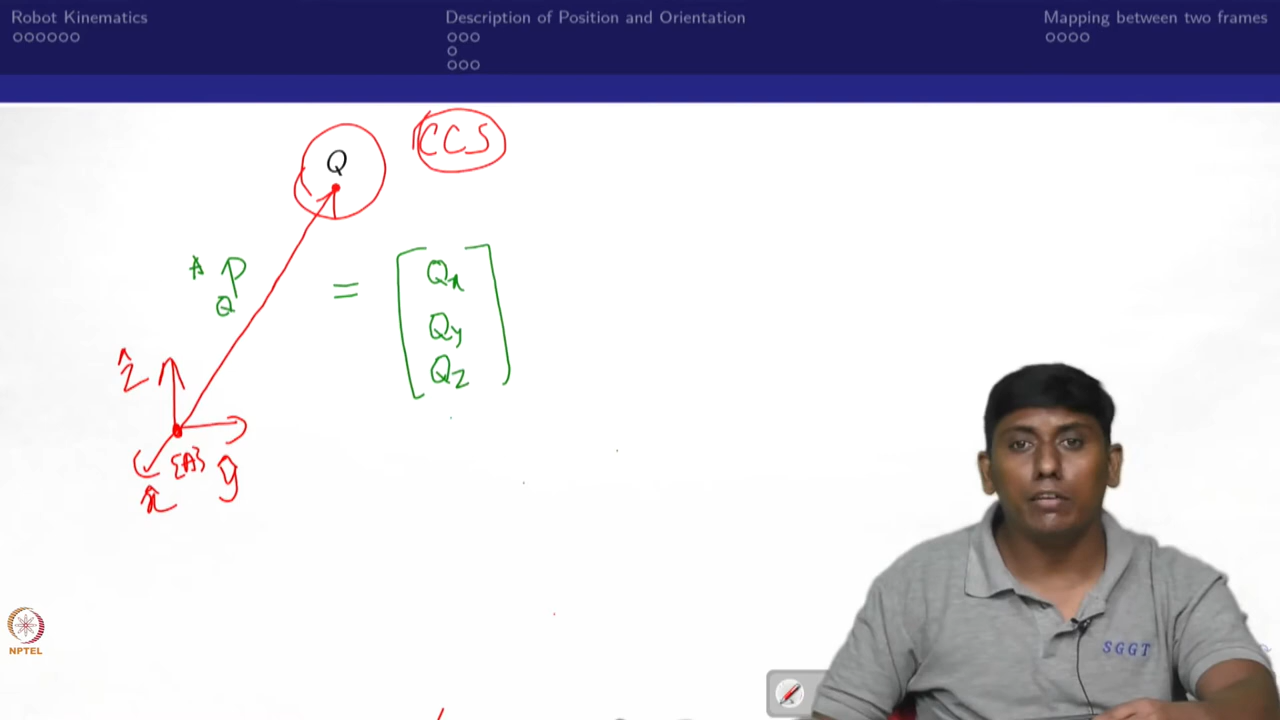 Robot Kinematics
Description of Position and Orientation
Mapping between two frames
Q
CCS
A P Q = [Qx
Qy
Qz]
ẑ
{A}
ŷ
x̂
NPTEL
SGGT